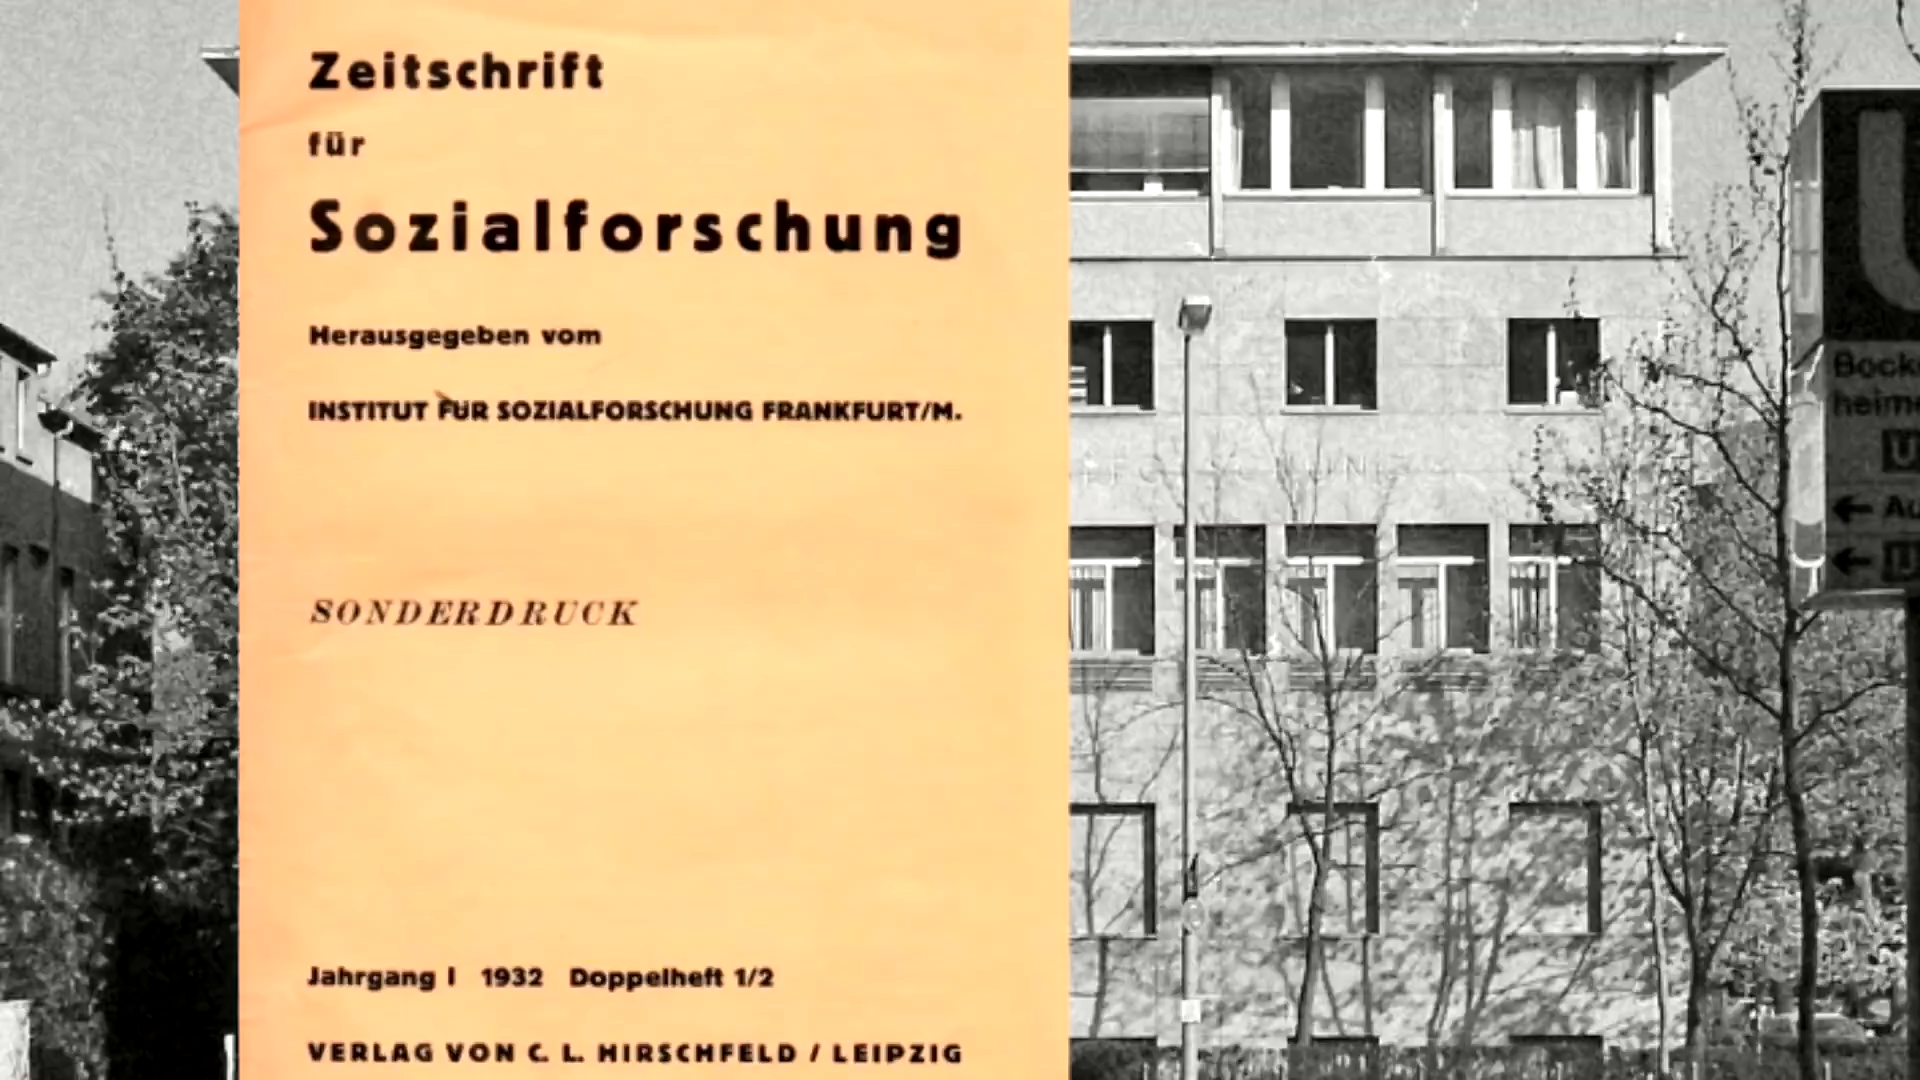 Zeitschrift
für
Sozialforschung
Herausgegeben vom
INSTITUT FÜR SOZIALFORSCHUNG FRANKFURT/M.
SONDERDRUCK
Jahrgang I 1932 Doppelheft 1/2
VERLAG VON C. L. HIRSCHFELD / LEIPZIG
U